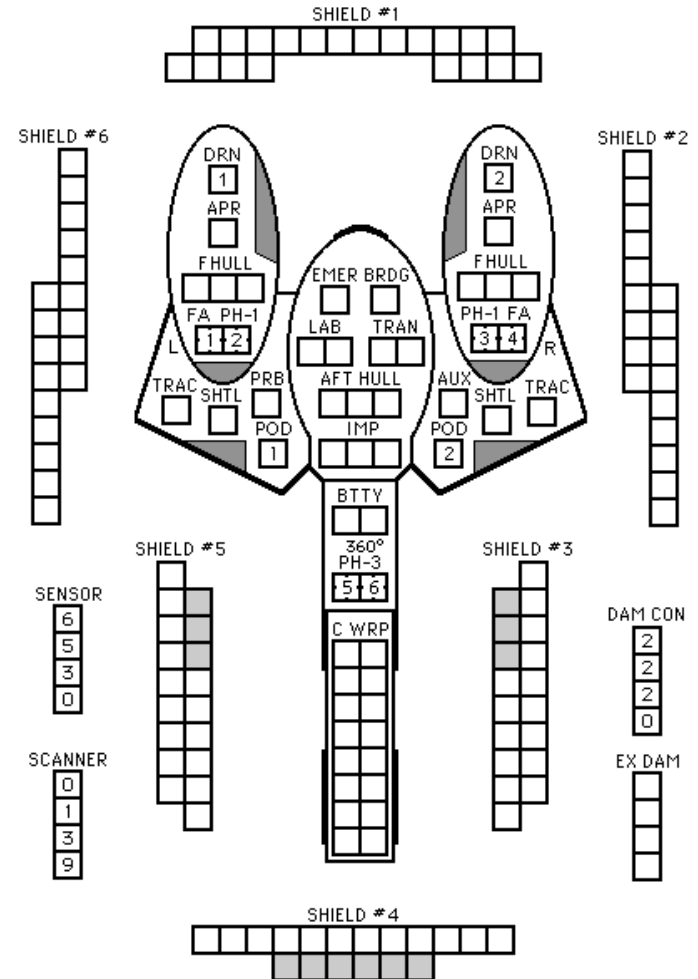 SHIELD #1
SHIELD #6
SHIELD #2
DRN
1
DRN
2
APR
APR
F HULL
F HULL
EMER BRDG
FA PH-1
1 2
PH-1 FA
3 4
L
LAB
TRAN
R
TRAC
SHTL
PRB
AFT HULL
AUX
SHTL
TRAC
POD
1
IMP
POD
2
BTTY
360°
PH-3
5 6
SHIELD #5
SHIELD #3
SENSOR
6
5
3
0
C WRP
DAM CON
2
2
2
0
SCANNER
0
1
3
9
EX DAM
SHIELD #4